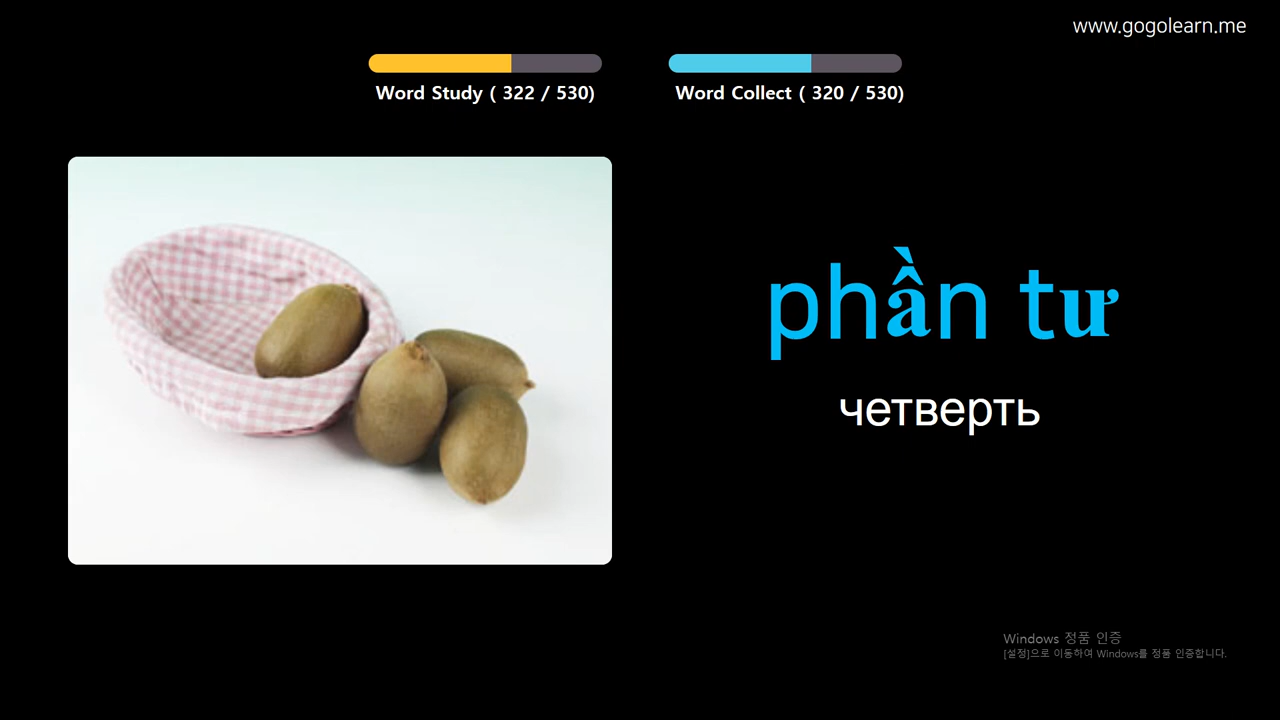 www.gogolearn.me
Word Study ( 322 / 530)
Word Collect ( 320 / 530)
phần tư
четверть
Windows 정품 인증
[설정]으로 이동하여 Windows를 정품 인증합니다.